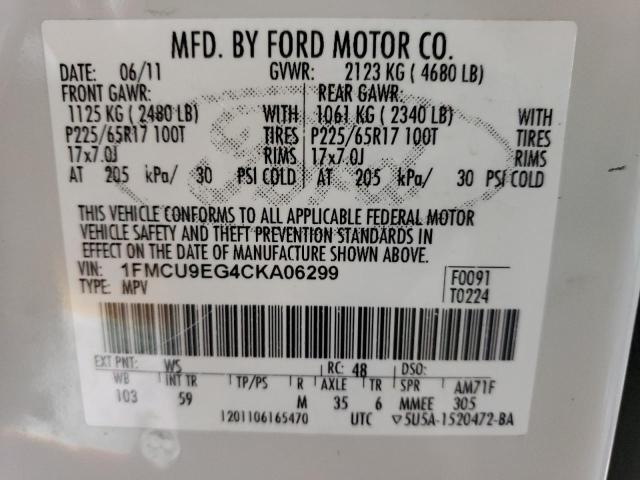 MFD. BY FORD MOTOR CO.
DATE: 06/11 GVWR: 2123 KG ( 4680 LB)
FRONT GAWR: REAR GAWR:
1125 KG ( 2480 LB) WITH 1061 KG ( 2340 LB) WITH
P225/65R17 100T TIRES P225/65R17 100T TIRES
17x7.0J RIMS 17x7.0J RIMS
AT 205 kPa/ 30 PSI COLD AT 205 kPa/ 30 PSI COLD
THIS VEHICLE CONFORMS TO ALL APPLICABLE FEDERAL MOTOR
VEHICLE SAFETY AND THEFT PREVENTION STANDARDS IN
EFFECT ON THE DATE OF MANUFACTURE SHOWN ABOVE.
VIN: 1FMCU9EG4CKA06299 F0091
TYPE: MPV T0224
EXT PNT: WS RC: 48 DSO:
WB INT TR TP/PS R AXLE TR SPR AM71F
103 59 M 35 6 MMEE 305
1201106165470 UTC ▽5U5A-1520472-BA